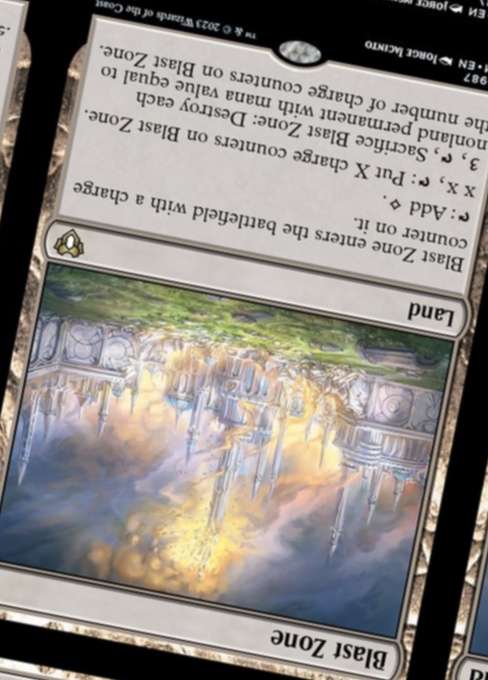 Blast Zone
Land
Blast Zone enters the battlefield with a charge
counter on it.
: Add ◇.
X X, : Put X charge counters on Blast Zone.
3, , Sacrifice Blast Zone: Destroy each
nonland permanent with mana value equal to
the number of charge counters on Blast Zone.
987
EN JORGE JACINTO
™ & © 2023 Wizards of the Coast
EN JORGE